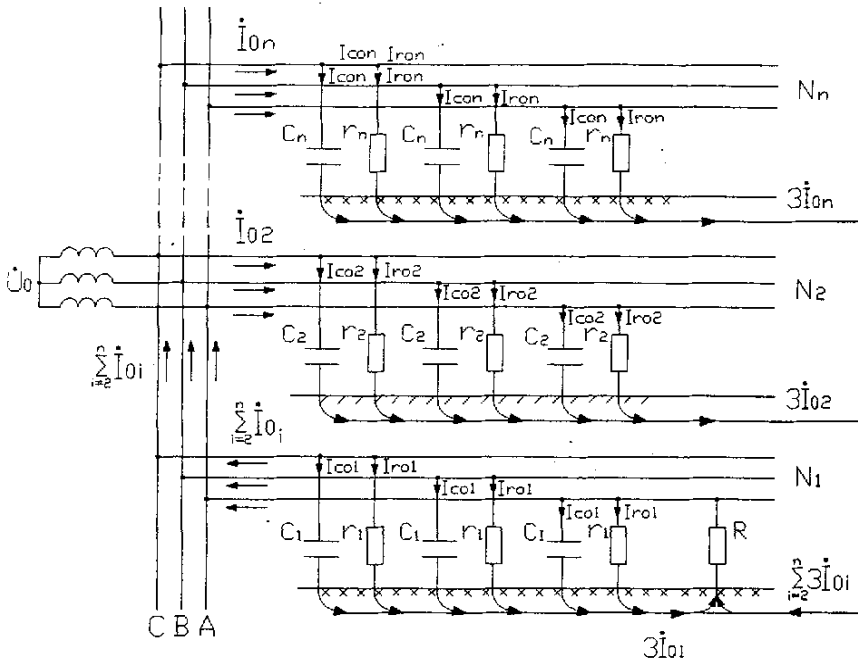 İ0n
Icon Iron
Icon Iron
Icon Iron
Icon Iron
Nn
Cn rn Cn rn Cn rn
3İ0n
İ02
U̇0
Ico2 Iro2
Ico2 Iro2
Ico2 Iro2
N2
C2 r2 C2 r2 C2 r2
n∑i=2 İ0i
3İ02
n∑i=2 İ0i
Ico1 Iro1
Ico1 Iro1
Ico1 Iro1
N1
C1 r1 C1 r1 C1 r1 R
n∑i=2 3İ0i
C B A
3İ01